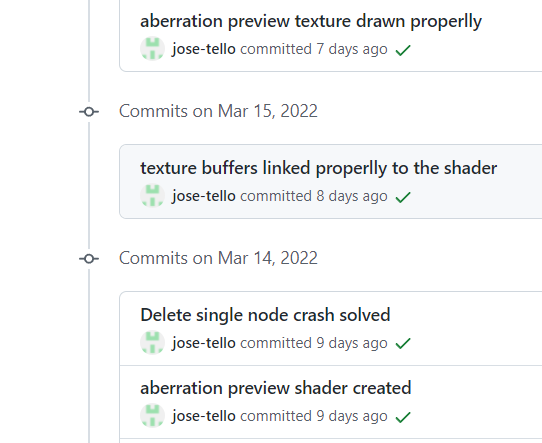 aberration preview texture drawn properlly
jose-tello committed 7 days ago
Commits on Mar 15, 2022
texture buffers linked properlly to the shader
jose-tello committed 8 days ago
Commits on Mar 14, 2022
Delete single node crash solved
jose-tello committed 9 days ago
aberration preview shader created
jose-tello committed 9 days ago